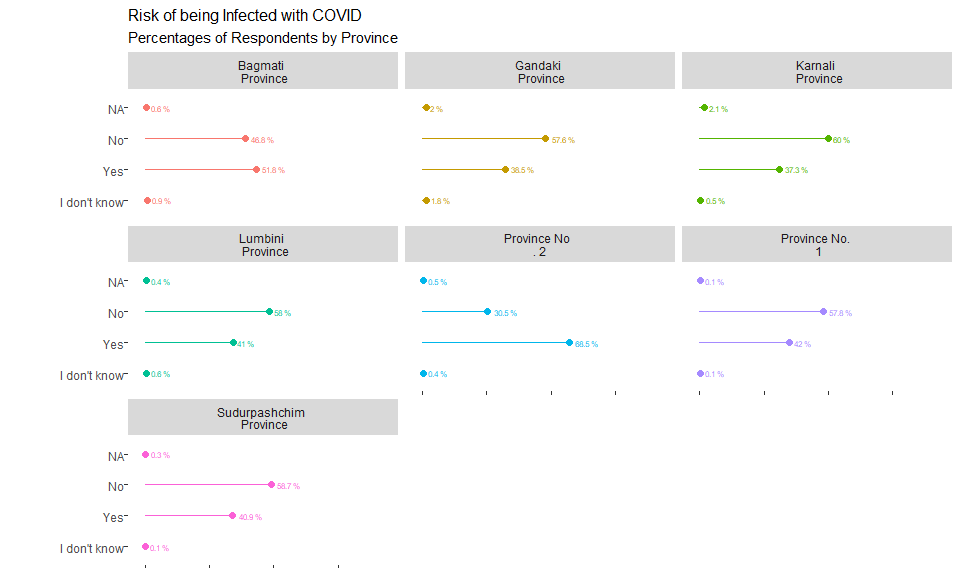 Risk of being Infected with COVID
Percentages of Respondents by Province
Bagmati
Province
Gandaki
Province
Karnali
Province
NA
0.6 %
2 %
2.1 %
No
46.8 %
57.6 %
60 %
Yes
51.8 %
38.5 %
37.3 %
I don't know
0.9 %
1.8 %
0.5 %
Lumbini
Province
Province No
. 2
Province No.
1
NA
0.4 %
0.5 %
0.1 %
No
58 %
30.5 %
57.8 %
Yes
41 %
68.5 %
42 %
I don't know
0.6 %
0.4 %
0.1 %
Sudurpashchim
Province
NA
0.3 %
No
58.7 %
Yes
40.9 %
I don't know
0.1 %